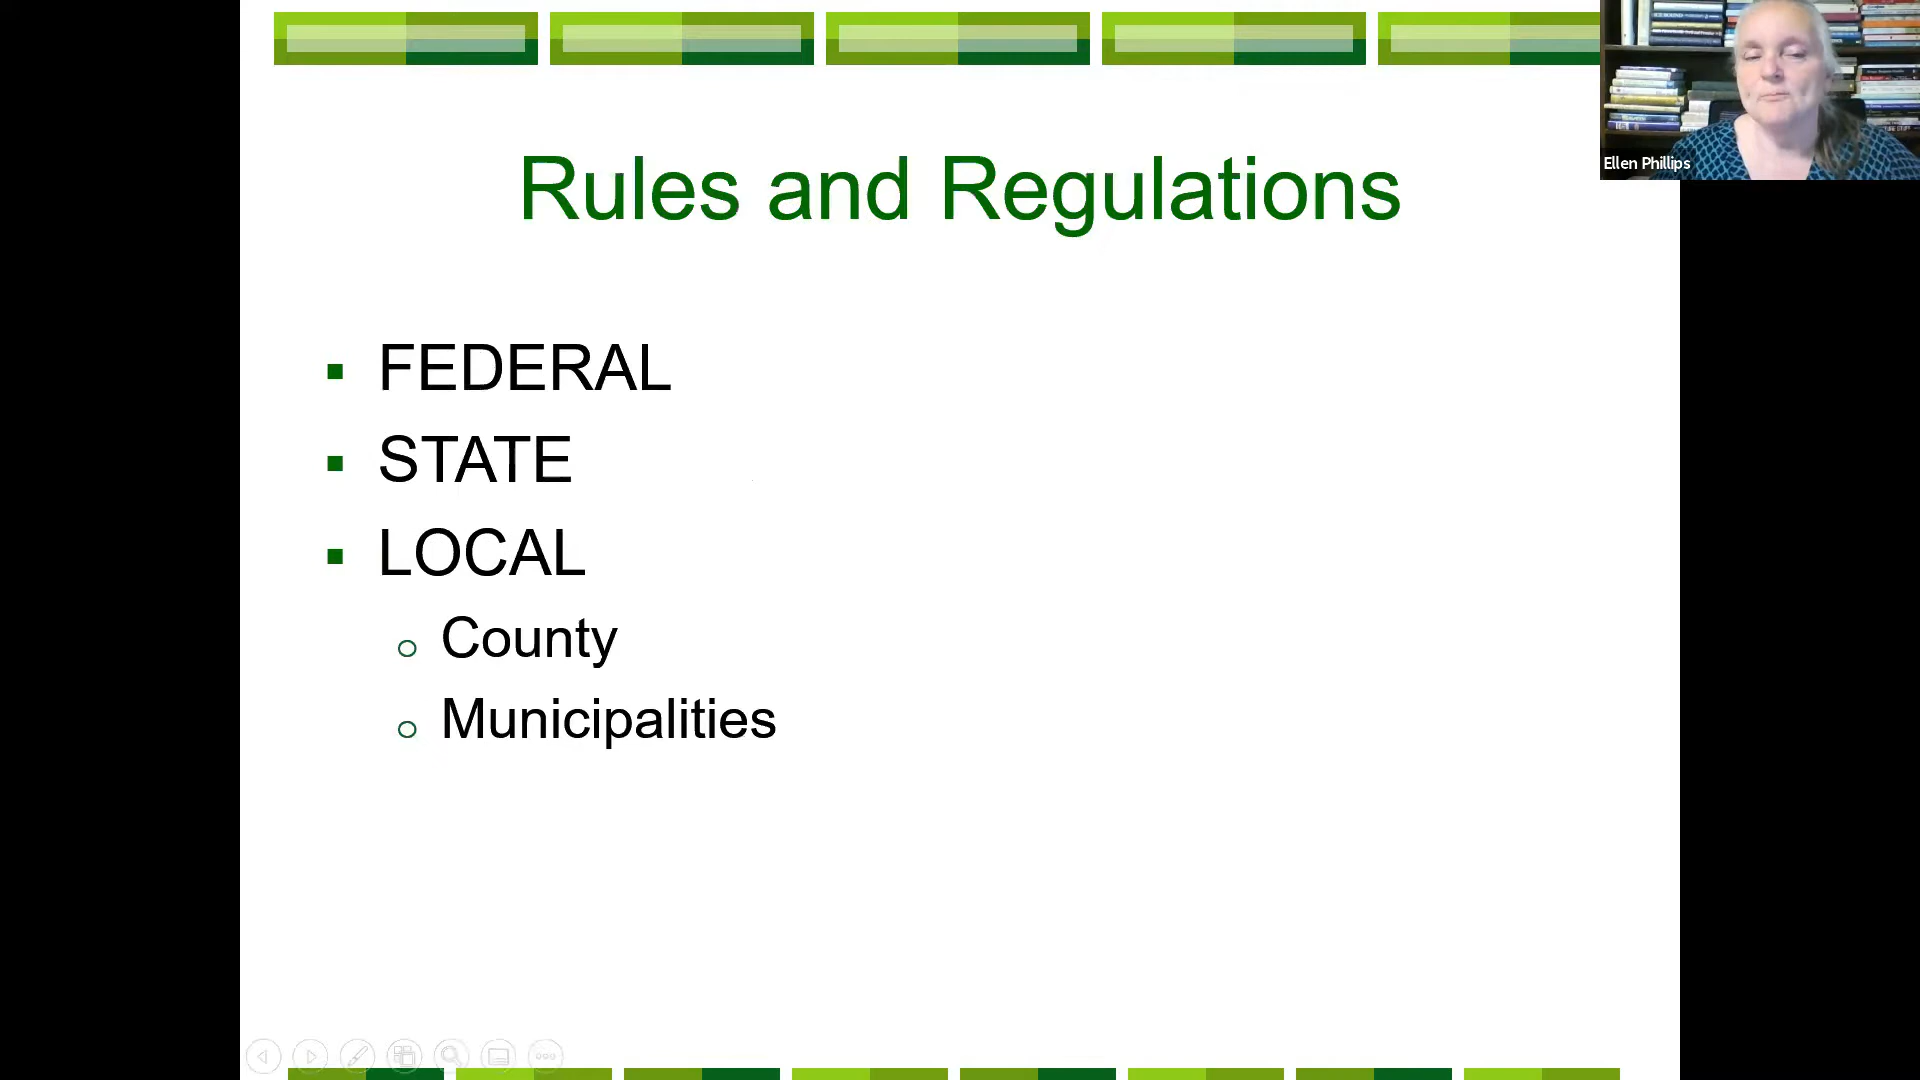 Rules and Regulations
FEDERAL
STATE
LOCAL
County
Municipalities
Ellen Phillips